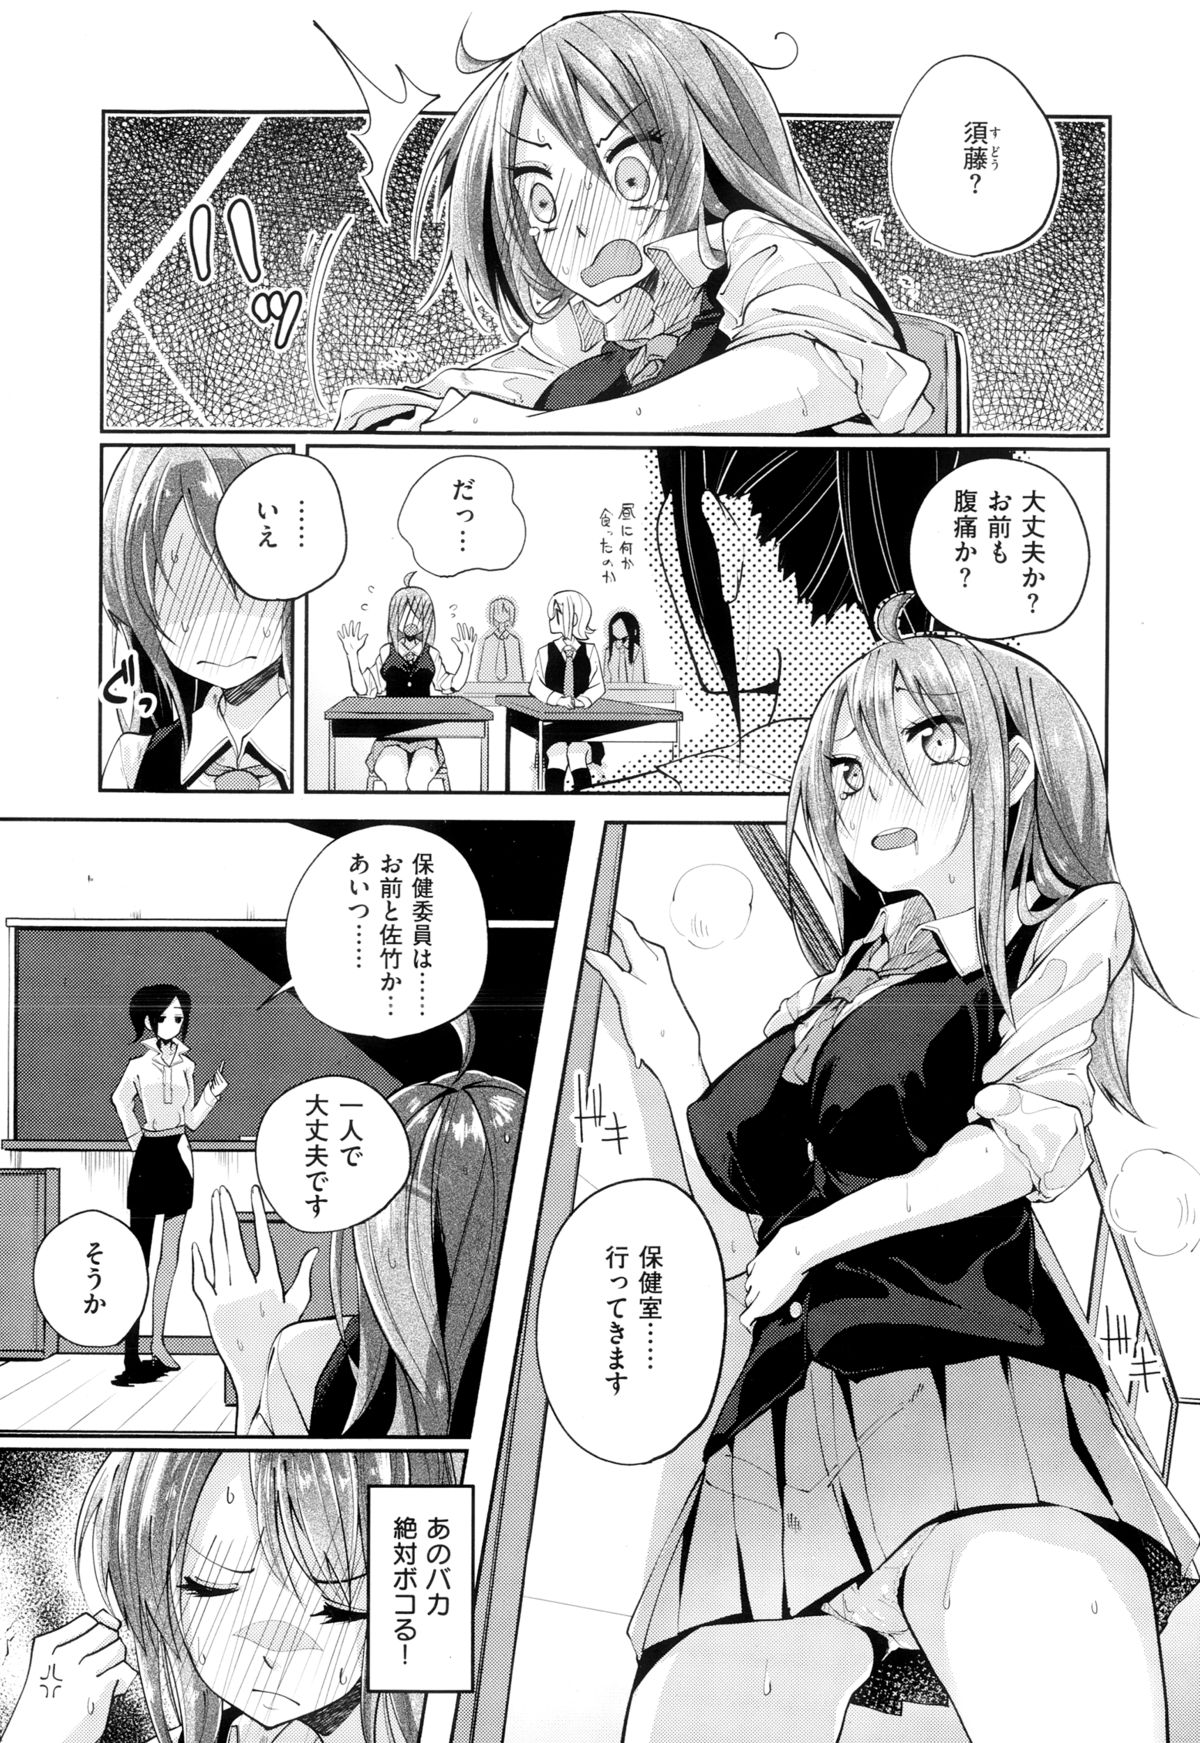 須藤？
すどう
バッ
大丈夫か？
お前も
腹痛か？
昼に何か
食ったのか
だっ…
……
いえ
ぐっ
保健室……
行ってきます
ドキ
ドキ
保健委員は……
お前と佐竹か…
あいつ……
一人で
大丈夫です
そうか
あのバカ
絶対ボコる！